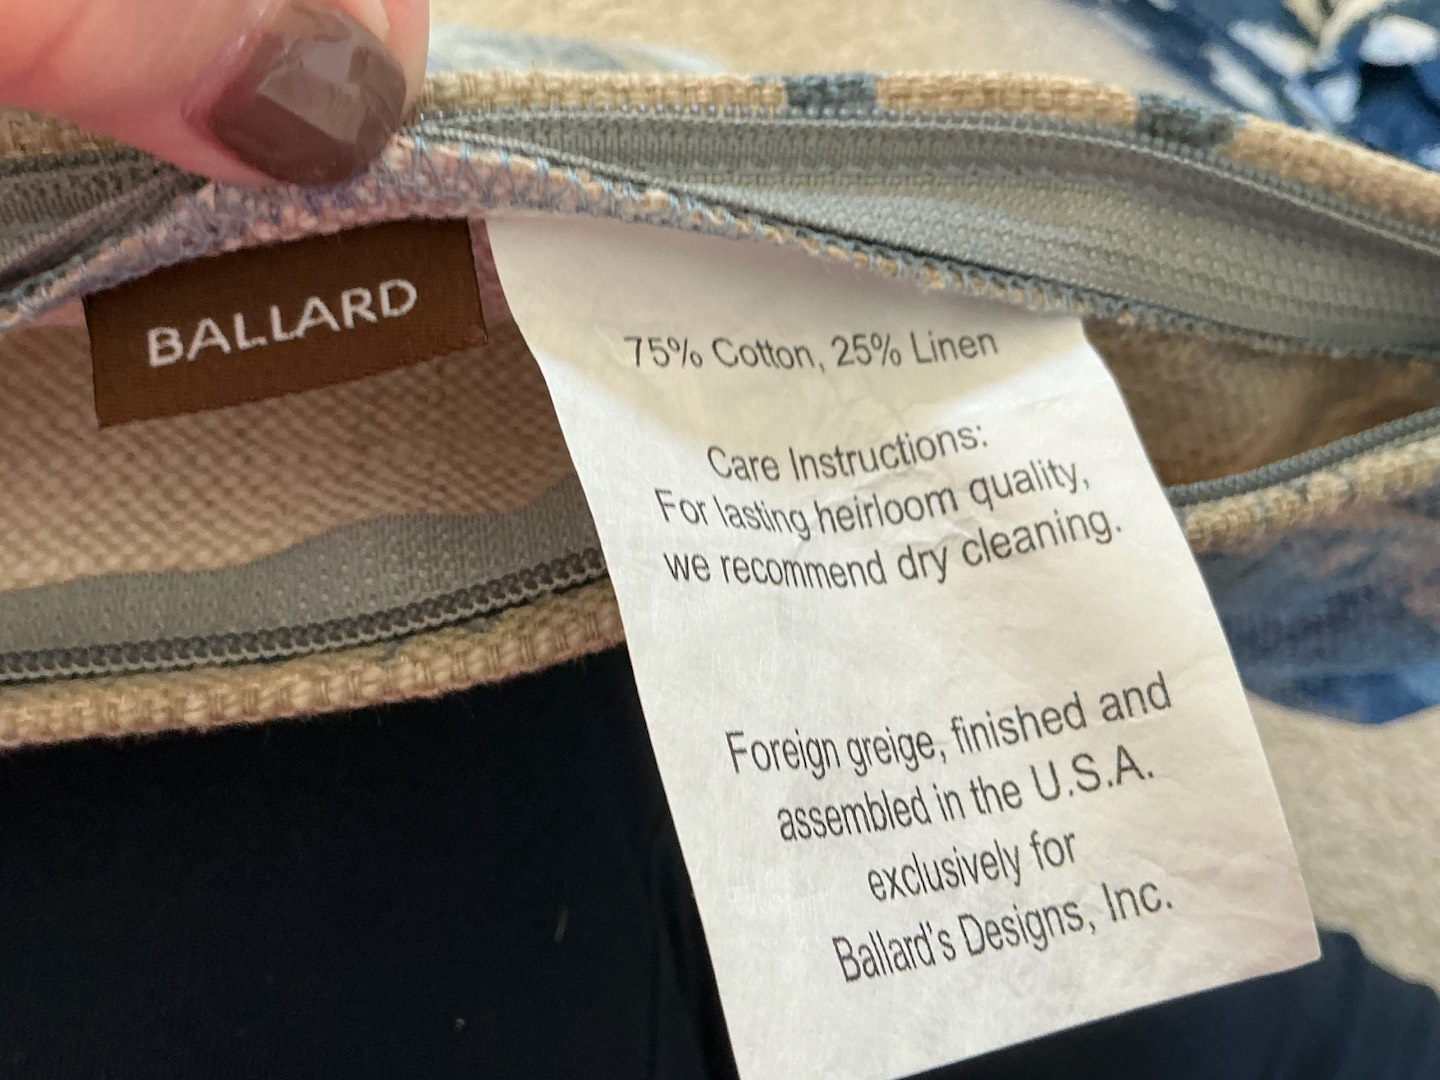 BALLARD
75% Cotton, 25% Linen
Care Instructions:
For lasting heirloom quality,
we recommend dry cleaning.
Foreign greige, finished and
assembled in the U.S.A.
exclusively for
Ballard's Designs, Inc.